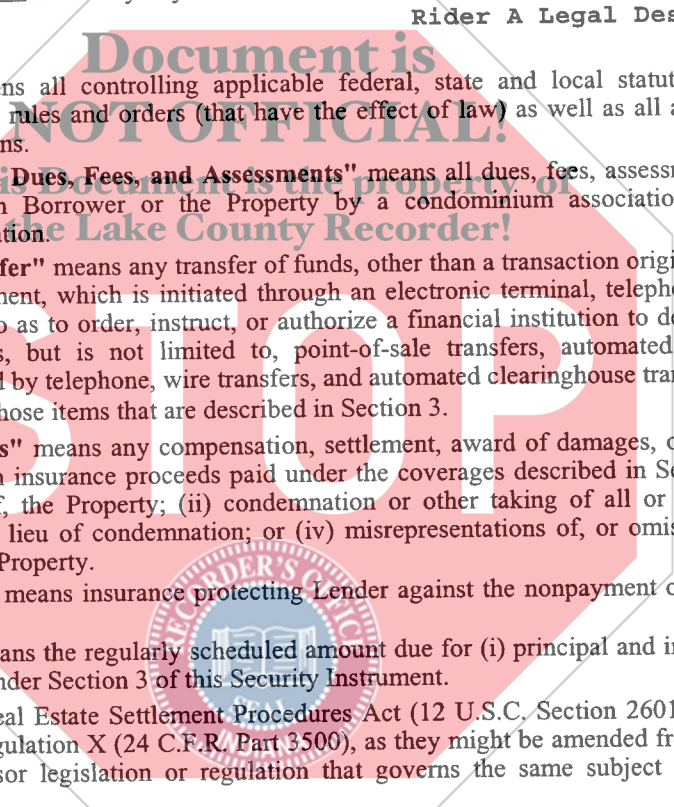 Rider A Legal Des
Document is
ns all controlling applicable federal, state and local statut
rules and orders (that have the effect of law) as well as all a
NOT OFFICIAL!
ns.
Dues, Fees, and Assessments" means all dues, fees, assessm
is Document is the property of
n Borrower or the Property by a condominium associatio
the Lake County Recorder!
tion.
fer" means any transfer of funds, other than a transaction origi
ment, which is initiated through an electronic terminal, teleph
o as to order, instruct, or authorize a financial institution to de
s, but is not limited to, point-of-sale transfers, automated
d by telephone, wire transfers, and automated clearinghouse tran
hose items that are described in Section 3.
STOP
s" means any compensation, settlement, award of damages, o
n insurance proceeds paid under the coverages described in Se
f, the Property; (ii) condemnation or other taking of all or
lieu of condemnation; or (iv) misrepresentations of, or omis
Property.
RECORDER'S OFFICE
means insurance protecting Lender against the nonpayment o
ans the regularly scheduled amount due for (i) principal and in
nder Section 3 of this Security Instrument.
SEAL
eal Estate Settlement Procedures Act (12 U.S.C. Section 2601
gulation X (24 C.F.R. Part 3500), as they might be amended fr
sor legislation or regulation that governs the same subject